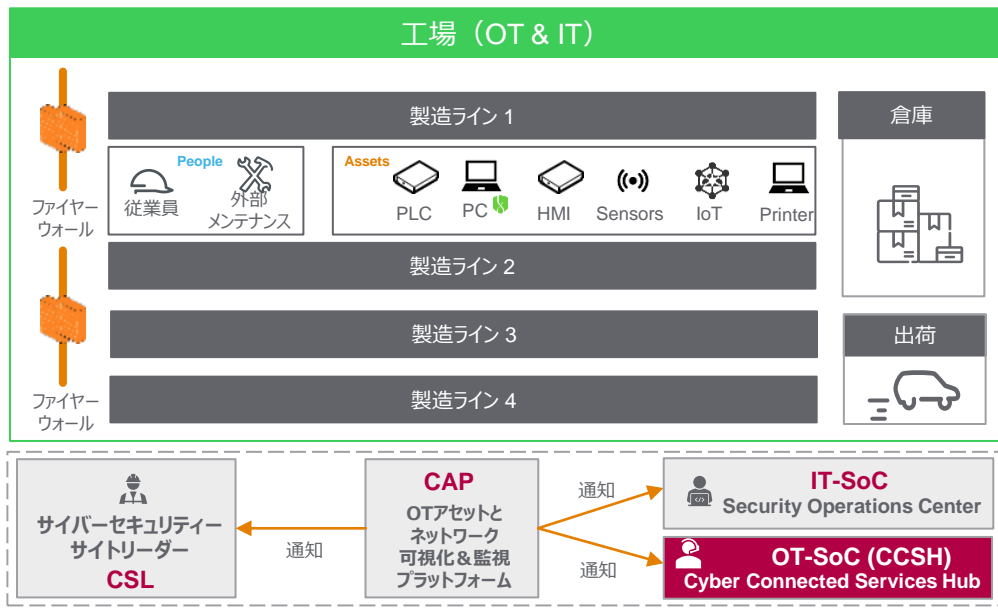 工場（OT & IT）
ファイヤー
ウォール
製造ライン 1
People
従業員
外部
メンテナンス
Assets
PLC
PC
HMI
Sensors
IoT
Printer
製造ライン 2
製造ライン 3
製造ライン 4
ファイヤー
ウォール
倉庫
出荷
サイバーセキュリティー
サイトリーダー
CSL
通知
CAP
OTアセットと
ネットワーク
可視化＆監視
プラットフォーム
通知
通知
IT-SoC
Security Operations Center
OT-SoC (CCSH)
Cyber Connected Services Hub